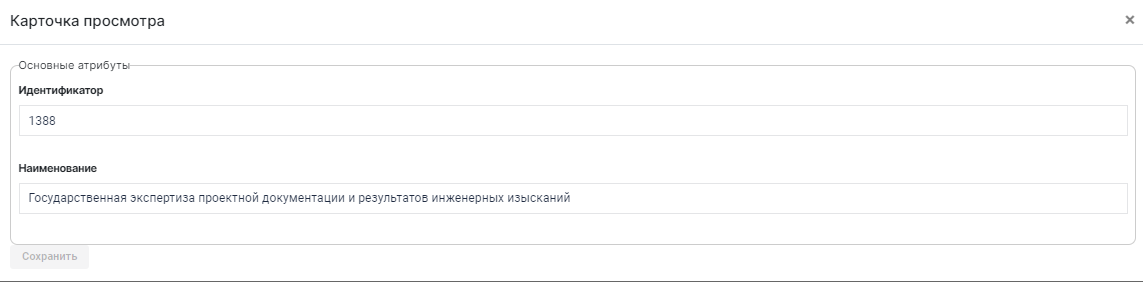 Карточка просмотра
×
Основные атрибуты
Идентификатор
1388
Наименование
Государственная экспертиза проектной документации и результатов инженерных изысканий
Сохранить